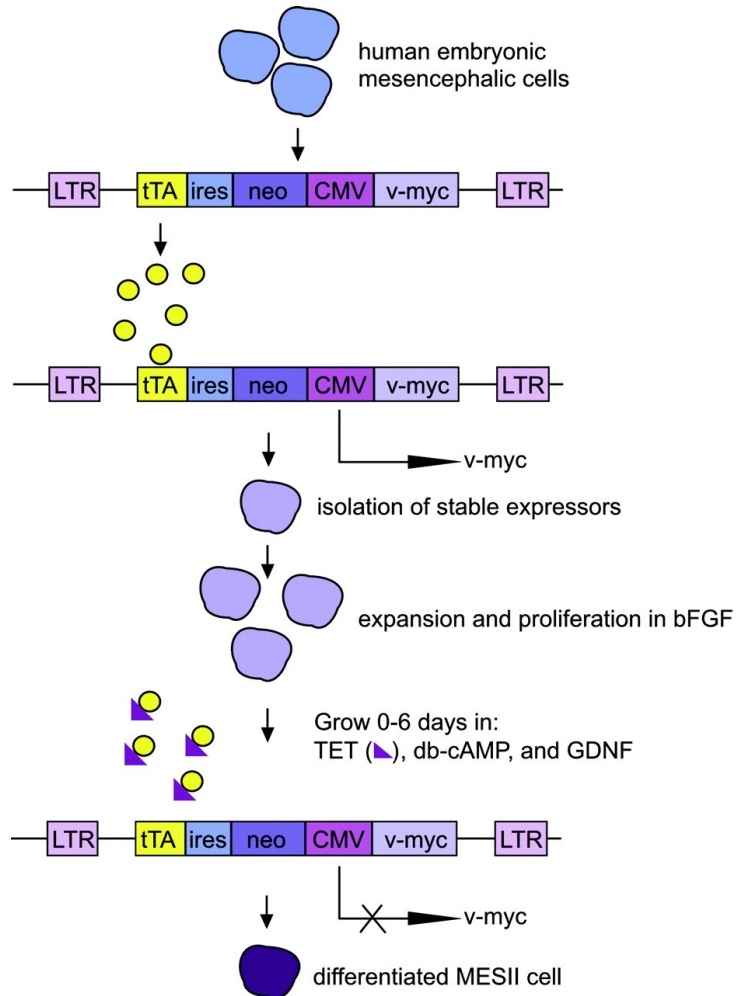 human embryonic
mesencephalic cells
LTR tTA ires neo CMV v-myc LTR
LTR tTA ires neo CMV v-myc LTR
v-myc
isolation of stable expressors
expansion and proliferation in bFGF
Grow 0-6 days in:
TET ( ), db-cAMP, and GDNF
LTR tTA ires neo CMV v-myc LTR
v-myc
differentiated MESII cell